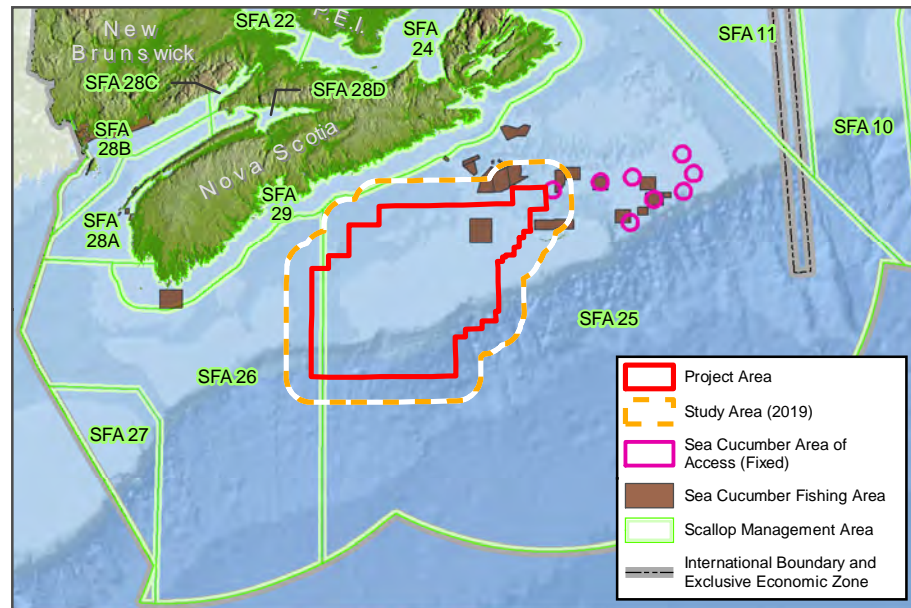 SFA 22
P.E.I.
SFA
24
SFA 11
New
Brunswick
SFA 28C
SFA 28D
SFA
28B
SFA 10
Nova Scotia
SFA
29
SFA
28A
SFA 25
SFA 26
SFA 27
Project Area
Study Area (2019)
Sea Cucumber Area of
Access (Fixed)
Sea Cucumber Fishing Area
Scallop Management Area
International Boundary and
Exclusive Economic Zone